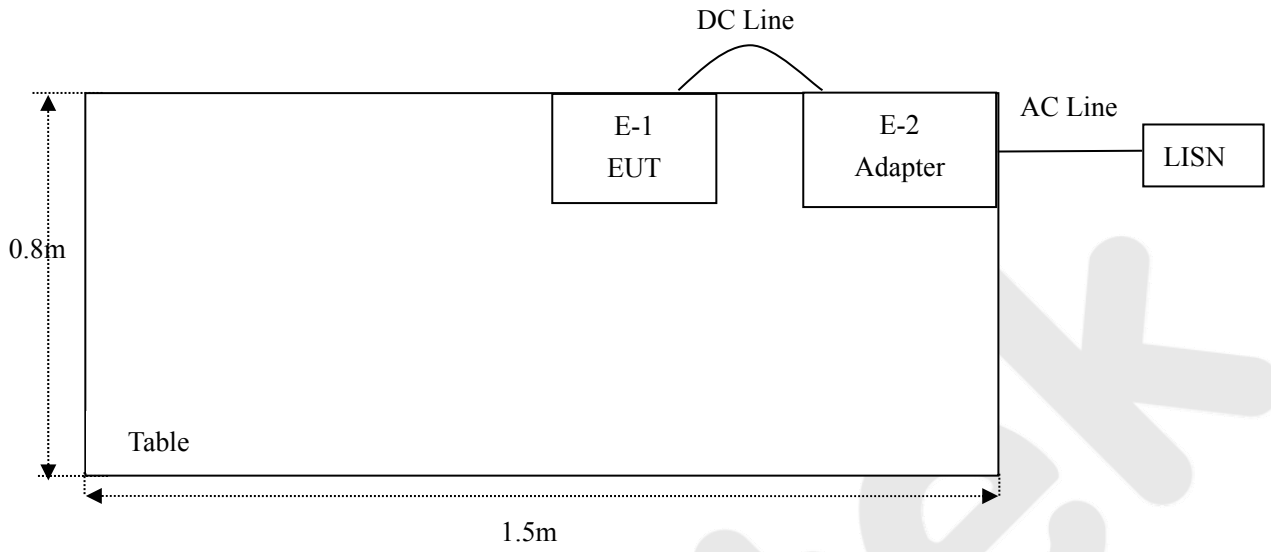 DC Line
E-1
EUT
E-2
Adapter
AC Line
LISN
0.8m
Table
1.5m